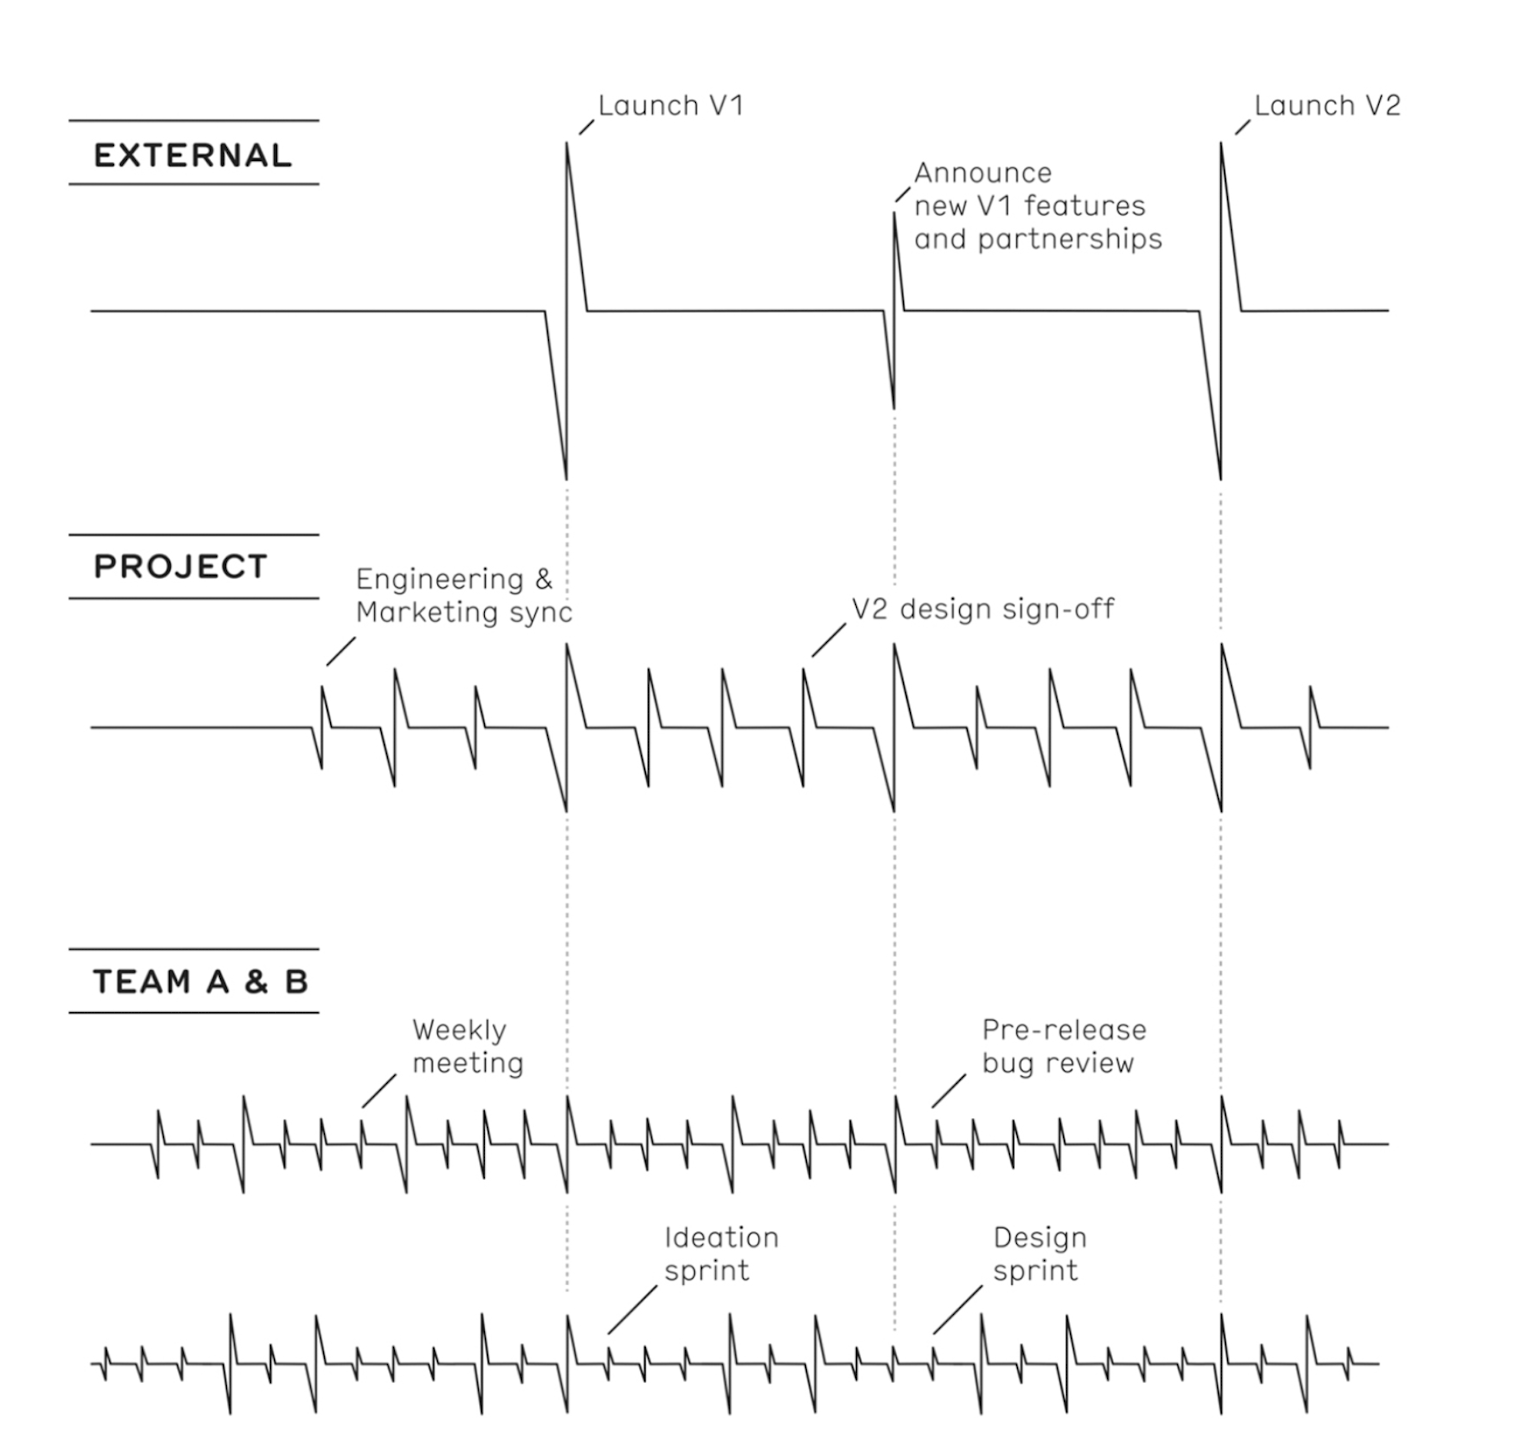 Launch V1
Launch V2
EXTERNAL
Announce
new V1 features
and partnerships
PROJECT
Engineering &
Marketing sync
V2 design sign-off
TEAM A & B
Weekly
meeting
Pre-release
bug review
Ideation
sprint
Design
sprint